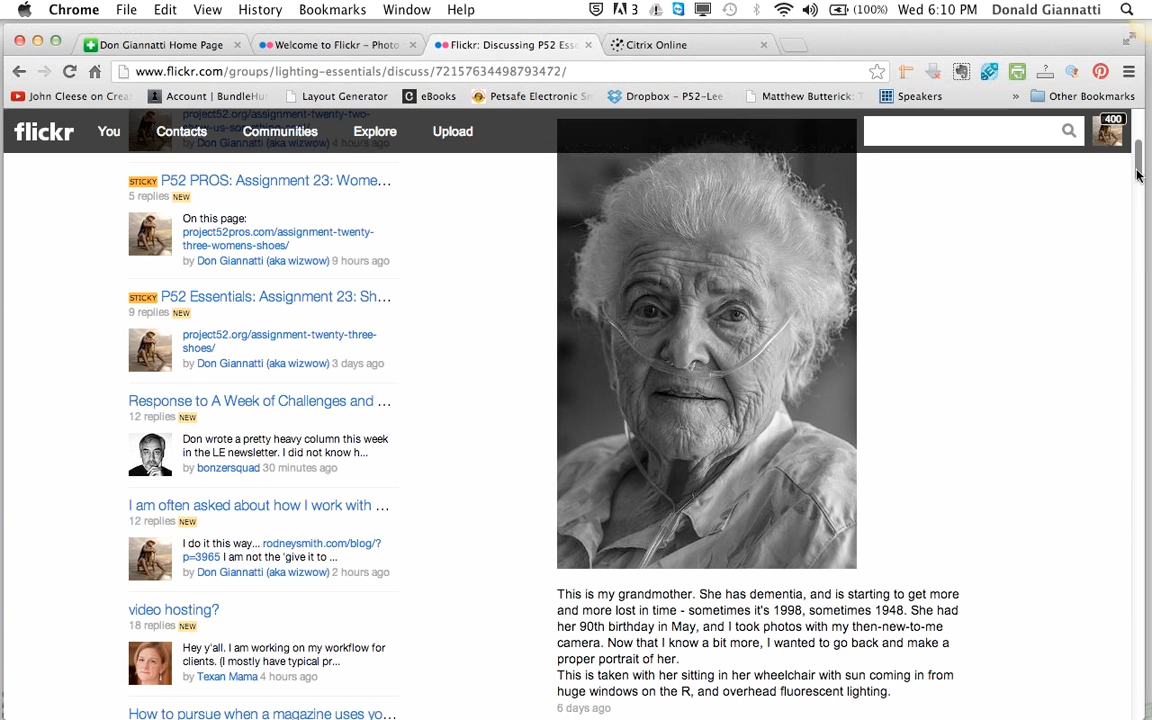 Chrome File Edit View History Bookmarks Window Help 3 (100%) Wed 6:10 PM Donald Giannatti
Don Giannatti Home Page Welcome to Flickr - Photo Flickr: Discussing P52 Esse Citrix Online
www.flickr.com/groups/lighting-essentials/discuss/72157634498793472/
John Cleese on Crea Account | BundleHu Layout Generator eBooks Petsafe Electronic Sm Dropbox - P52-Lee Matthew Butterick: T Speakers » Other Bookmarks
flickr You Contacts Communities Explore Upload 400
by Don Giannatti (aka wizwow) 4 hours ago
STICKY P52 PROS: Assignment 23: Wome...
5 replies NEW
On this page:
project52pros.com/assignment-twenty-
three-womens-shoes/
by Don Giannatti (aka wizwow) 9 hours ago
STICKY P52 Essentials: Assignment 23: Sh...
9 replies NEW
project52.org/assignment-twenty-three-
shoes/
by Don Giannatti (aka wizwow) 3 days ago
Response to A Week of Challenges and ...
12 replies NEW
Don wrote a pretty heavy column this week
in the LE newsletter. I did not know h...
by bonzersquad 30 minutes ago
I am often asked about how I work with ...
12 replies NEW
I do it this way... rodneysmith.com/blog/?
p=3965 I am not the 'give it to ...
by Don Giannatti (aka wizwow) 2 hours ago
video hosting?
18 replies NEW
Hey y'all. I am working on my workflow for
clients. (I mostly have typical pr...
by Texan Mama 4 hours ago
How to pursue when a magazine uses yo...
This is my grandmother. She has dementia, and is starting to get more
and more lost in time - sometimes it's 1998, sometimes 1948. She had
her 90th birthday in May, and I took photos with my then-new-to-me
camera. Now that I know a bit more, I wanted to go back and make a
proper portrait of her.
This is taken with her sitting in her wheelchair with sun coming in from
huge windows on the R, and overhead fluorescent lighting.
6 days ago